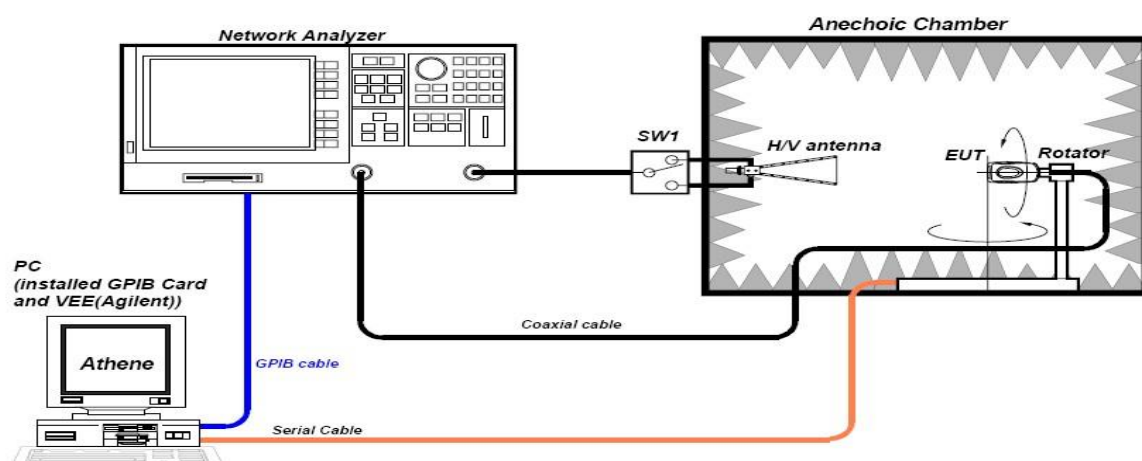 Network Analyzer
Anechoic Chamber
SW1
H/V antenna
EUT
Rotator
PC
(installed GPIB Card
and VEE(Agilent))
Athene
Coaxial cable
GPIB cable
Serial Cable